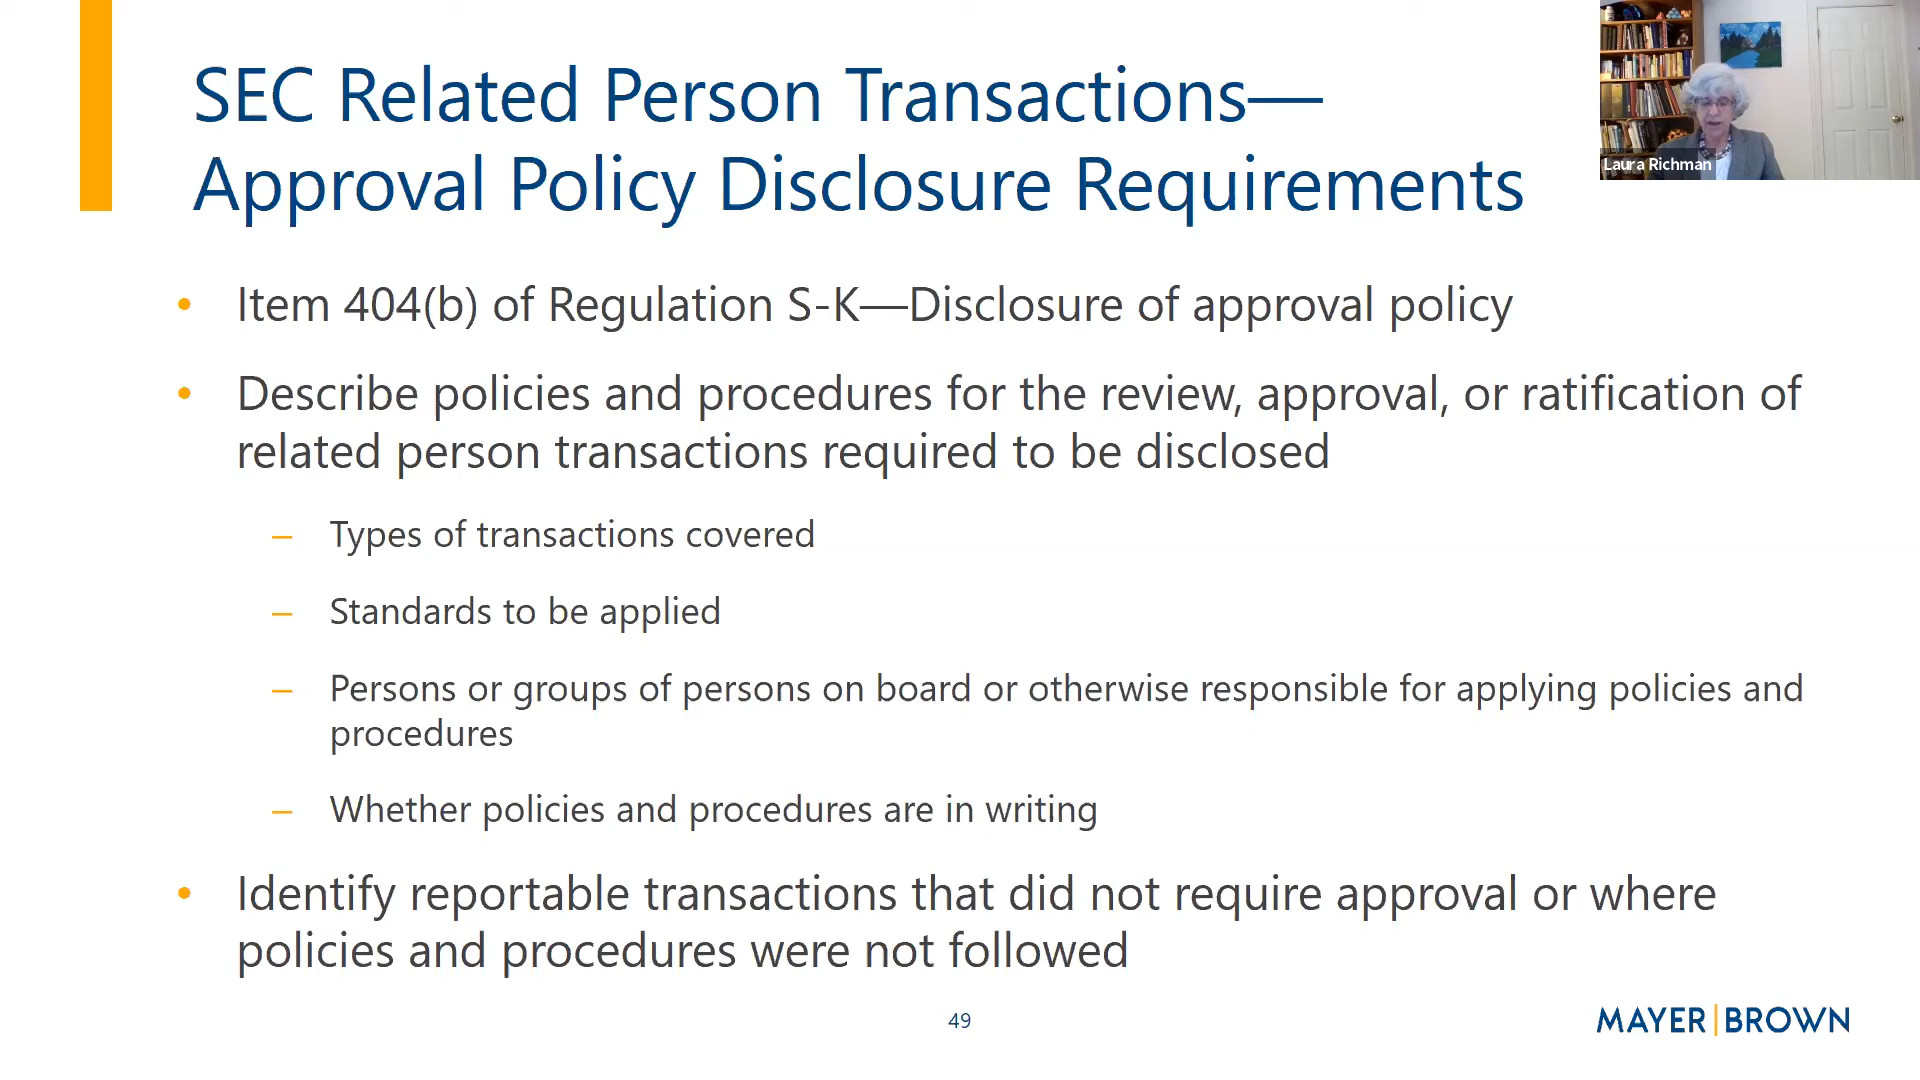 SEC Related Person Transactions—
Approval Policy Disclosure Requirements
Laura Richman
• Item 404(b) of Regulation S-K—Disclosure of approval policy
• Describe policies and procedures for the review, approval, or ratification of
related person transactions required to be disclosed
– Types of transactions covered
– Standards to be applied
– Persons or groups of persons on board or otherwise responsible for applying policies and
procedures
– Whether policies and procedures are in writing
• Identify reportable transactions that did not require approval or where
policies and procedures were not followed
49
MAYER|BROWN